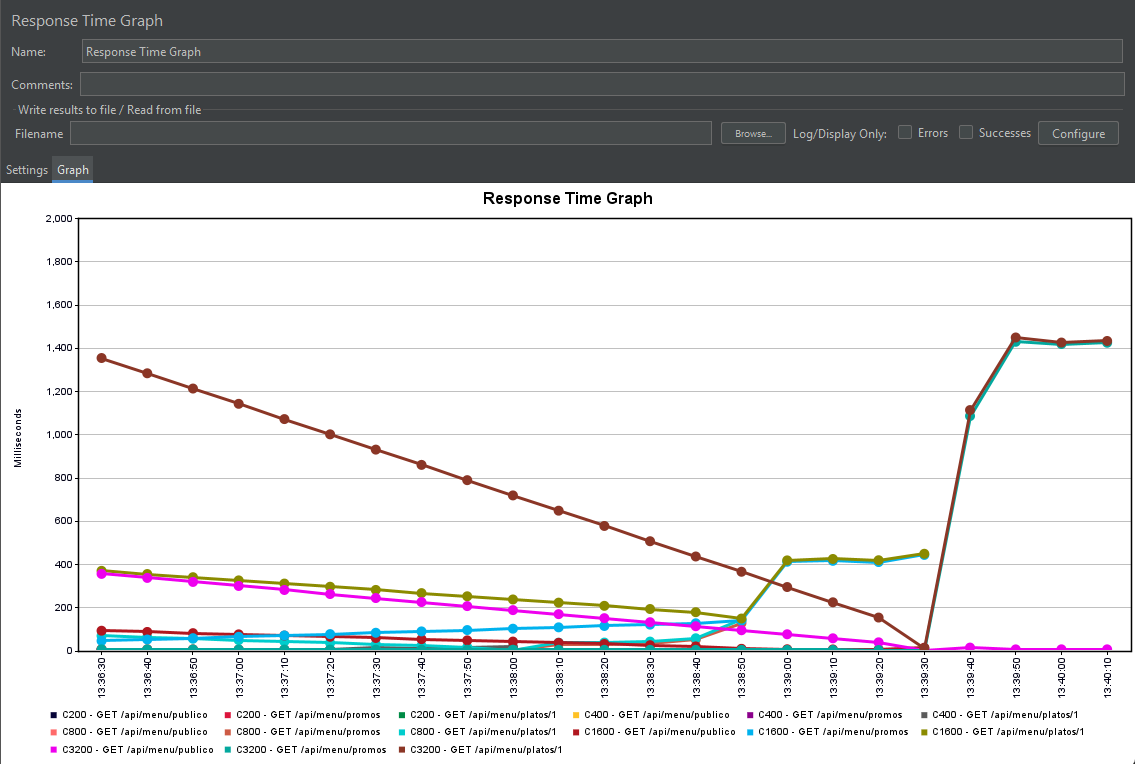 Response Time Graph
Name: Response Time Graph
Comments:
Write results to file / Read from file
Filename Browse... Log/Display Only: Errors Successes Configure
Settings Graph
Response Time Graph
2,000
1,800
1,600
1,400
1,200
1,000
800
600
400
200
0
Milliseconds
13:36:30 13:36:40 13:36:50 13:37:00 13:37:10 13:37:20 13:37:30 13:37:40 13:37:50 13:38:00 13:38:10 13:38:20 13:38:30 13:38:40 13:38:50 13:39:00 13:39:10 13:39:20 13:39:30 13:39:40 13:39:50 13:40:00 13:40:10
C200 - GET /api/menu/publico C200 - GET /api/menu/promos C200 - GET /api/menu/platos/1 C400 - GET /api/menu/publico C400 - GET /api/menu/promos C400 - GET /api/menu/platos/1
C800 - GET /api/menu/publico C800 - GET /api/menu/promos C800 - GET /api/menu/platos/1 C1600 - GET /api/menu/publico C1600 - GET /api/menu/promos C1600 - GET /api/menu/platos/1
C3200 - GET /api/menu/publico C3200 - GET /api/menu/promos C3200 - GET /api/menu/platos/1